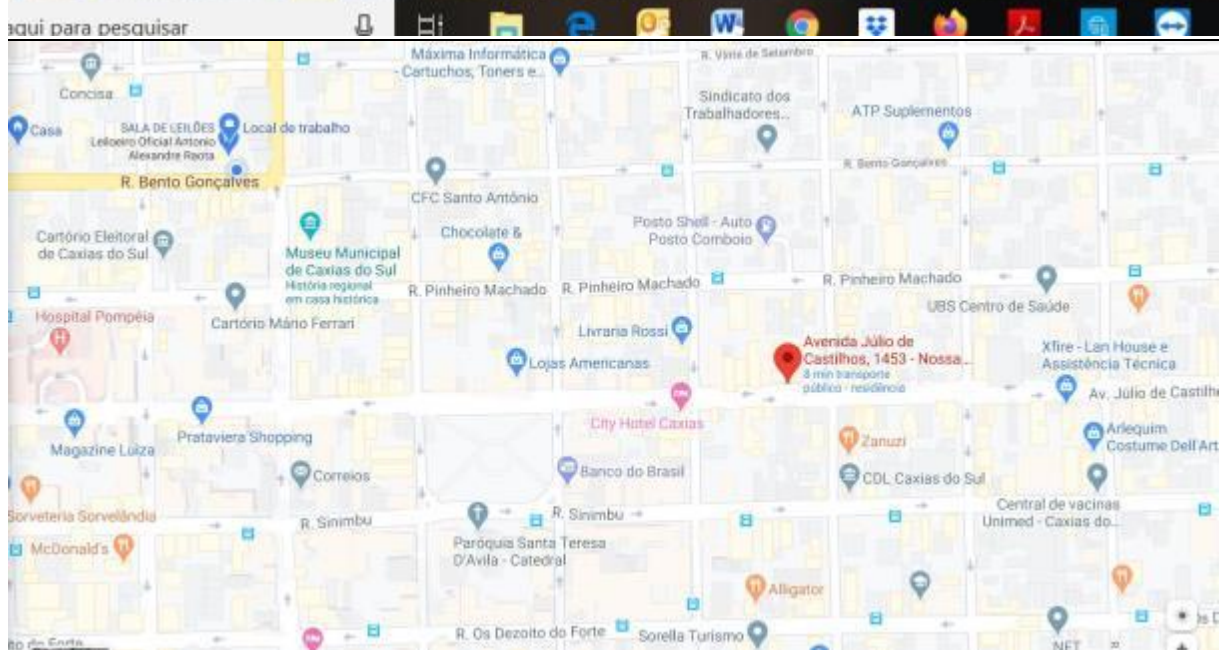 aqui para pesquisar
Máxima Informática
- Cartuchos, Toners e...
R. Vinte de Setembro
Concisa
Sindicato dos
Trabalhadores...
ATP Suplementos
Casa
SALA DE LEILÕES
Leiloeiro Oficial Antonio
Alexandre Raota
Local de trabalho
R. Bento Gonçalves
R. Bento Gonçalves
CFC Santo Antônio
Cartório Eleitoral
de Caxias do Sul
Museu Municipal
de Caxias do Sul
História regional
em casa histórica
Chocolate &
Posto Shell - Auto
Posto Comboio
R. Pinheiro Machado
R. Pinheiro Machado
R. Pinheiro Machado
UBS Centro de Saúde
Hospital Pompéia
H
Cartório Mário Ferrari
Livraria Rossi
Lojas Americanas
Avenida Júlio de
Castilhos, 1453 - Nossa...
8 min transporte
público - residência
Xfire - Lan House e
Assistência Técnica
Av. Júlio de Castilho
City Hotel Caxias
Magazine Luiza
Prataviera Shopping
Zanuzi
Arlequim
Costume Dell'Art
Correios
Banco do Brasil
CDL Caxias do Sul
Central de vacinas
Unimed - Caxias do...
Sorveteria Sorvelândia
R. Sinimbu
R. Sinimbu
McDonald's
Paróquia Santa Teresa
D'Ávila - Catedral
Alligator
R. Os Dezoito do Forte
Sorella Turismo
NET